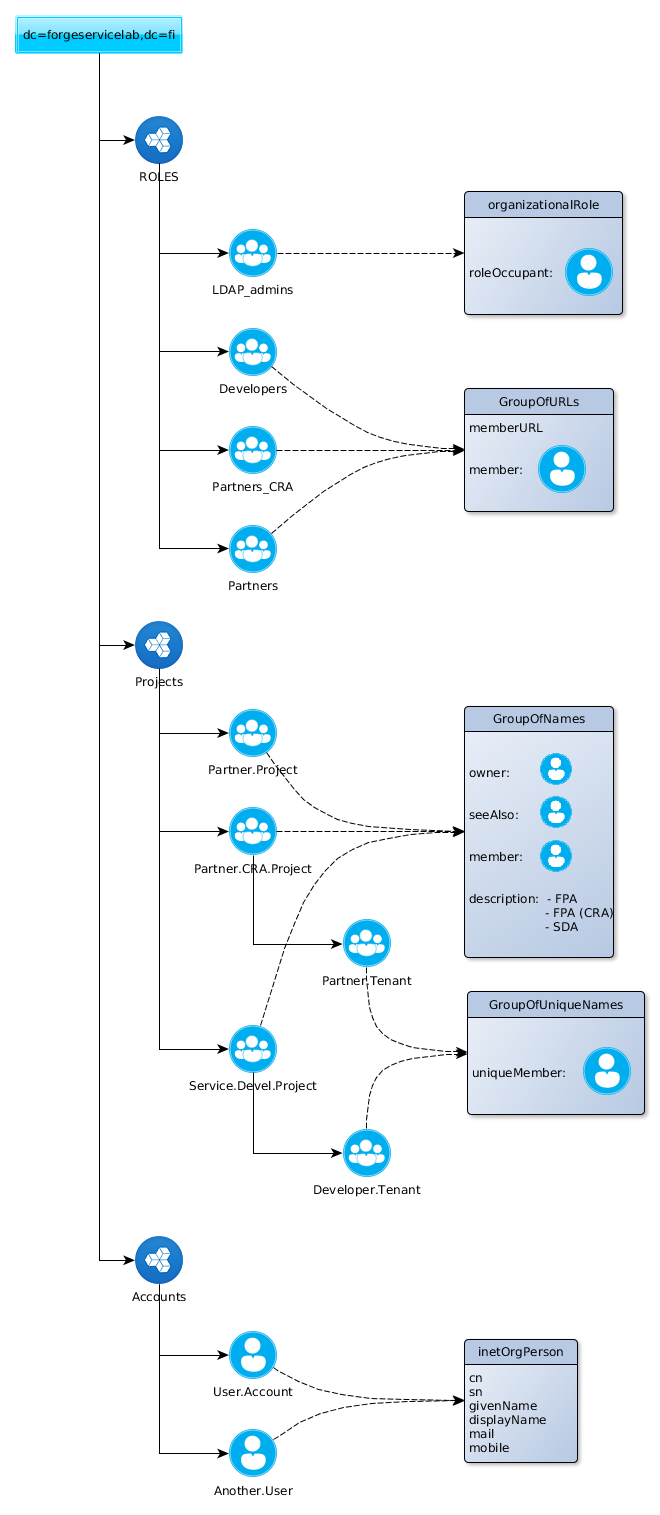 dc=forgeservicelab,dc=fi
ROLES
organizationalRole
roleOccupant:
LDAP_admins
Developers
GroupOfURLs
memberURL
member:
Partners_CRA
Partners
Projects
GroupOfNames
owner:
seeAlso:
member:
description:  - FPA
- FPA (CRA)
- SDA
Partner.Project
Partner.CRA.Project
Partner.Tenant
GroupOfUniqueNames
uniqueMember:
Service.Devel.Project
Developer.Tenant
Accounts
inetOrgPerson
cn
sn
givenName
displayName
mail
mobile
User.Account
Another.User